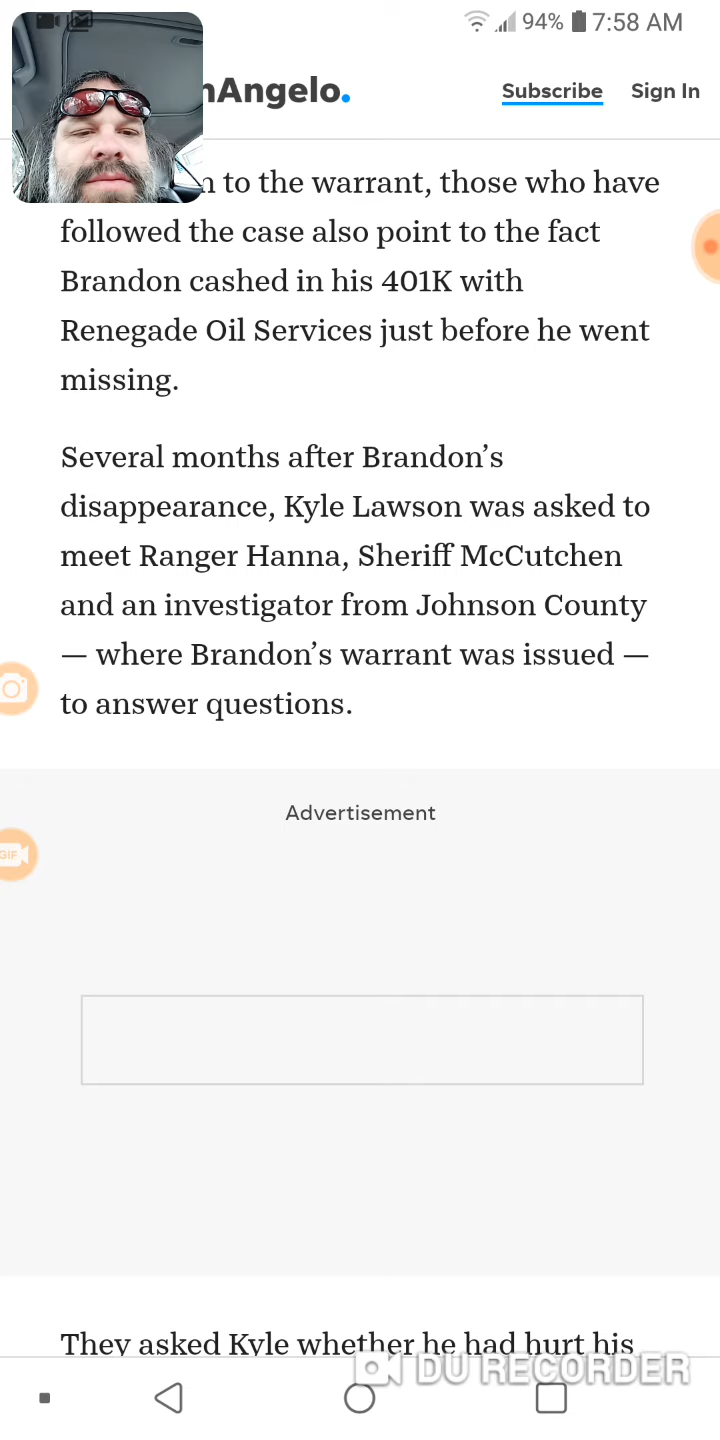 94% 7:58 AM
nAngelo.
Subscribe Sign In
n to the warrant, those who have
followed the case also point to the fact
Brandon cashed in his 401K with
Renegade Oil Services just before he went
missing.
Several months after Brandon’s
disappearance, Kyle Lawson was asked to
meet Ranger Hanna, Sheriff McCutchen
and an investigator from Johnson County
— where Brandon’s warrant was issued —
to answer questions.
GIF
Advertisement
They asked Kyle whether he had hurt his
DU RECORDER